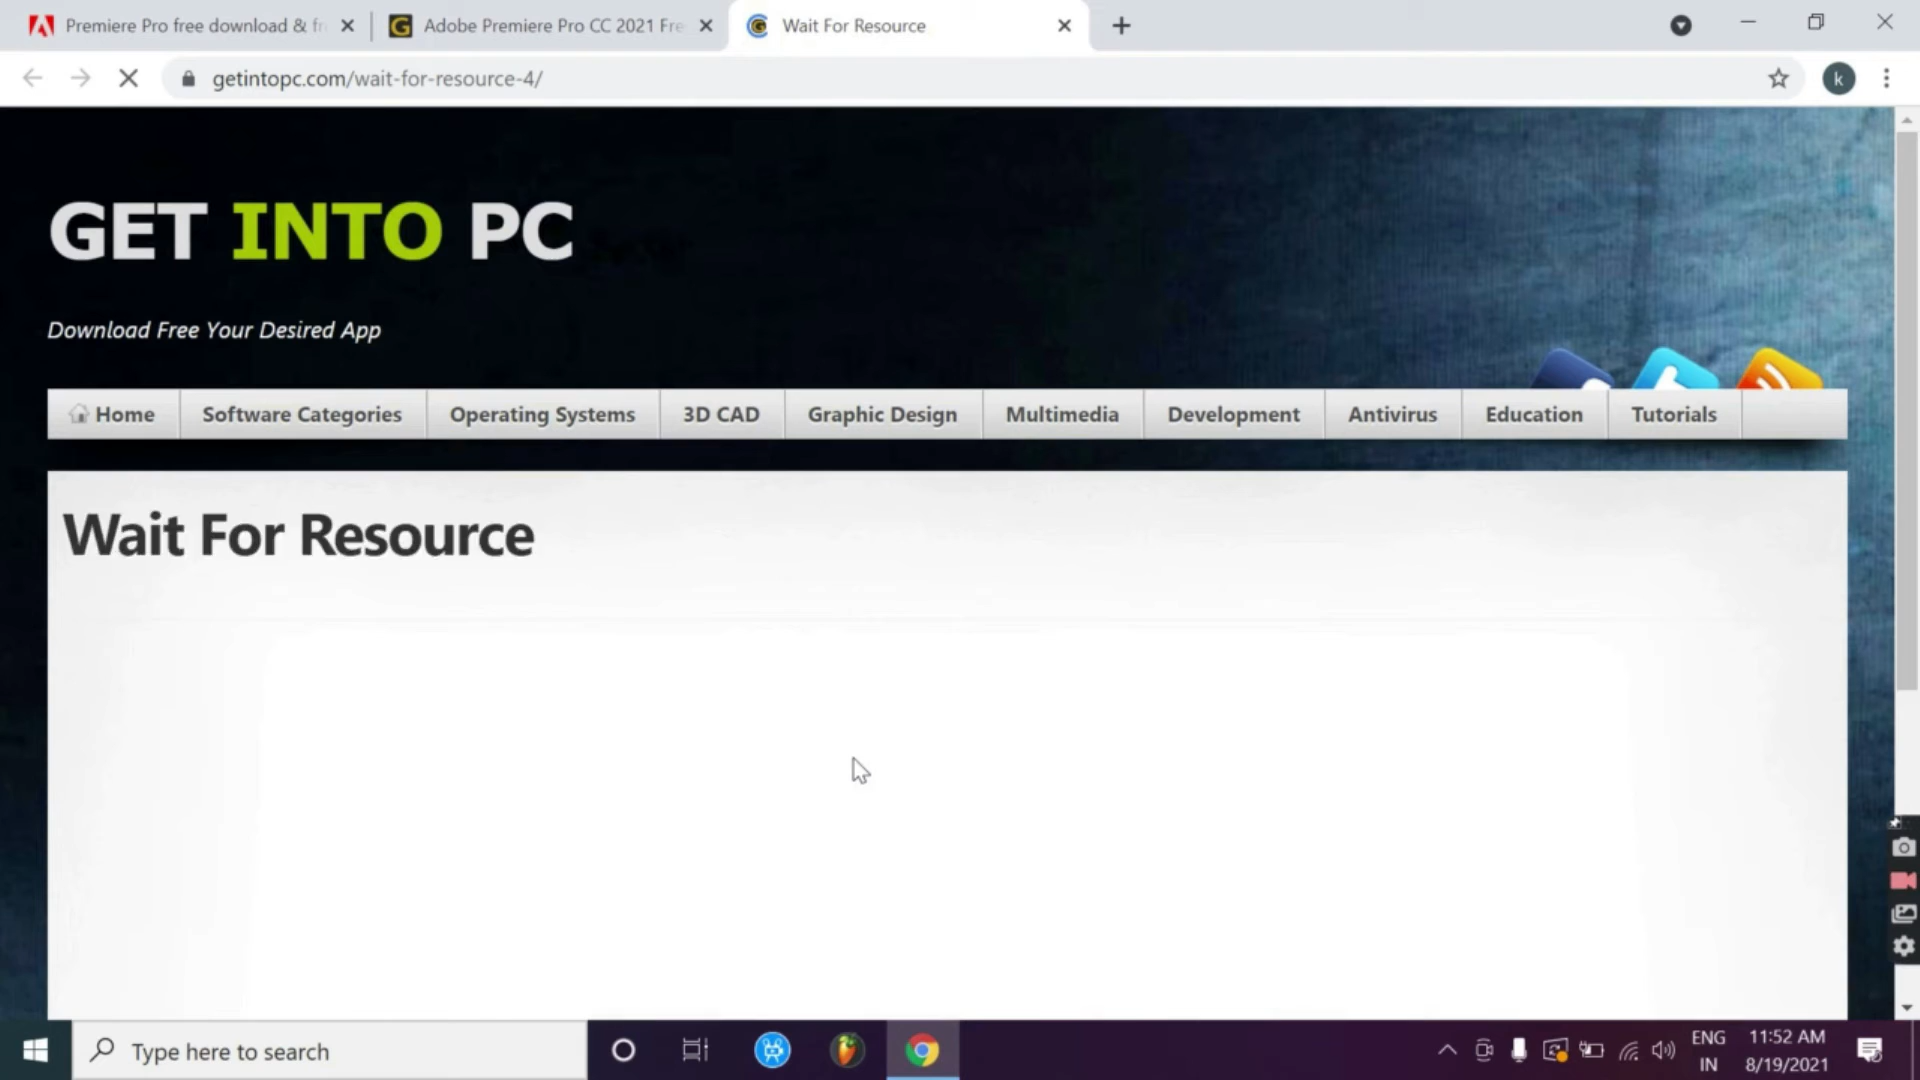 Premiere Pro free download & fr
Adobe Premiere Pro CC 2021 Fre
Wait For Resource
getintopc.com/wait-for-resource-4/
k
GET INTO PC
Download Free Your Desired App
Home Software Categories Operating Systems 3D CAD Graphic Design Multimedia Development Antivirus Education Tutorials
Wait For Resource
Type here to search
ENG
IN
11:52 AM
8/19/2021